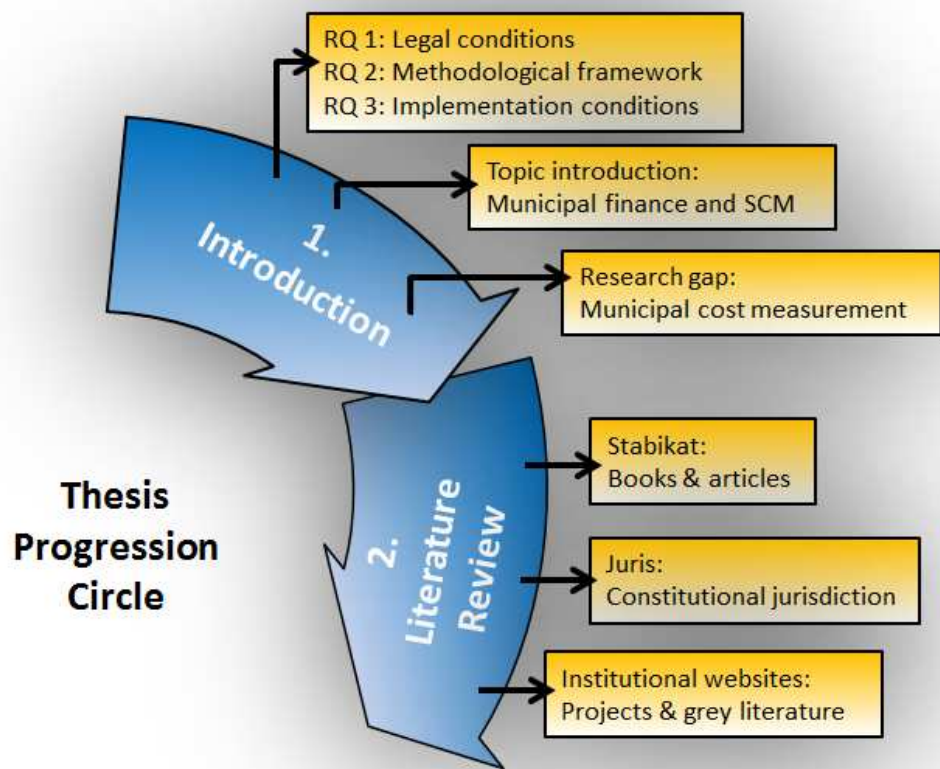 RQ 1: Legal conditions
RQ 2: Methodological framework
RQ 3: Implementation conditions
Topic introduction:
Municipal finance and SCM
1.
Introduction
Research gap:
Municipal cost measurement
Thesis
Progression
Circle
2.
Literature
Review
Stabikat:
Books & articles
Juris:
Constitutional jurisdiction
Institutional websites:
Projects & grey literature